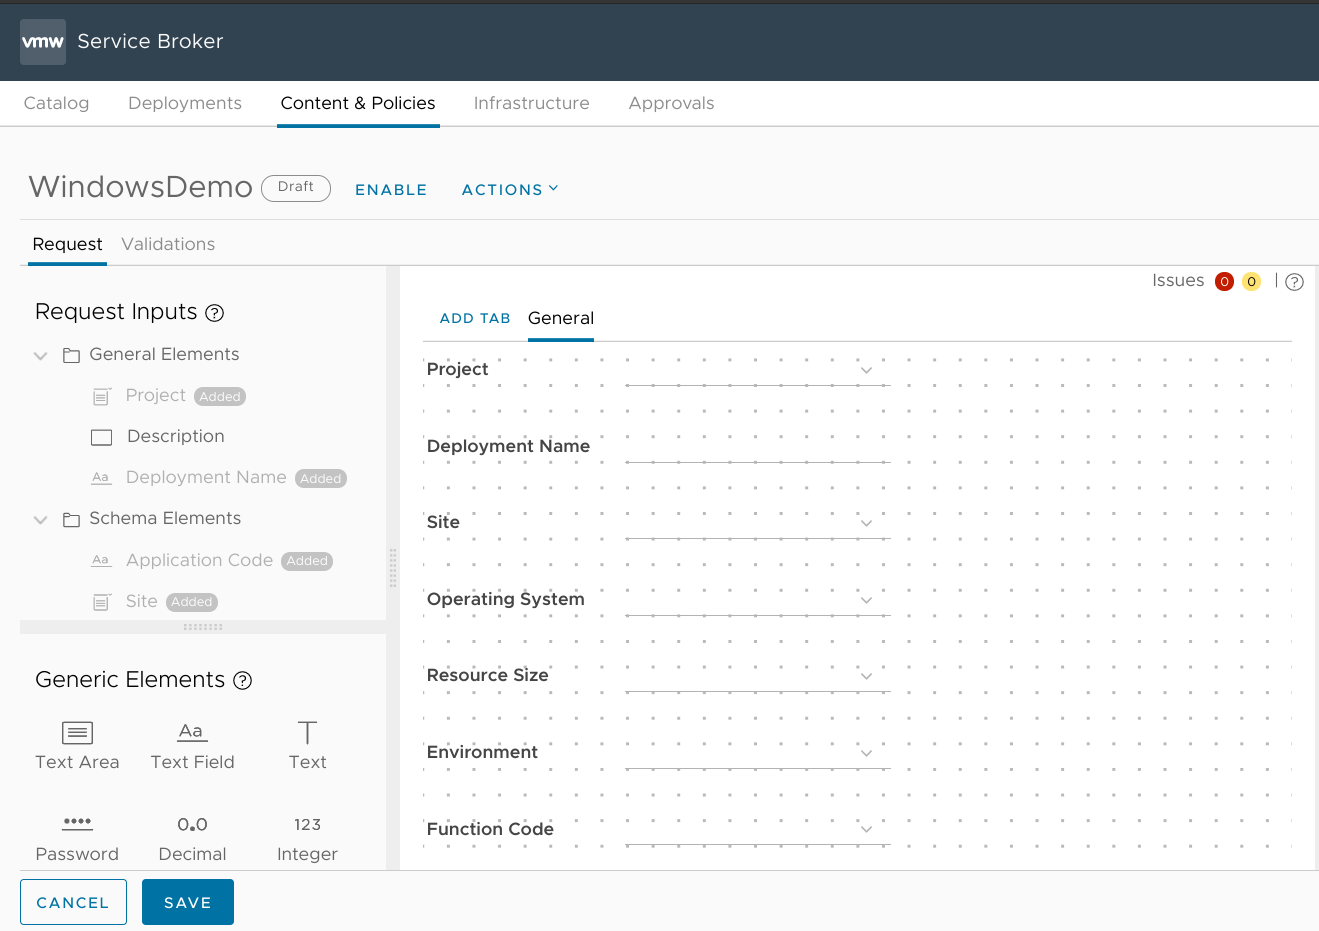 vmw Service Broker
Catalog Deployments Content & Policies Infrastructure Approvals
WindowsDemo Draft ENABLE ACTIONS
Request Validations
Issues 0 0 | ?
Request Inputs ?
General Elements
Project Added
Description
Aa Deployment Name Added
Schema Elements
Aa Application Code Added
Site Added
Generic Elements ?
Text Area
Aa Text Field
T Text
Password
0.0 Decimal
123 Integer
ADD TAB General
Project
Deployment Name
Site
Operating System
Resource Size
Environment
Function Code
CANCEL SAVE